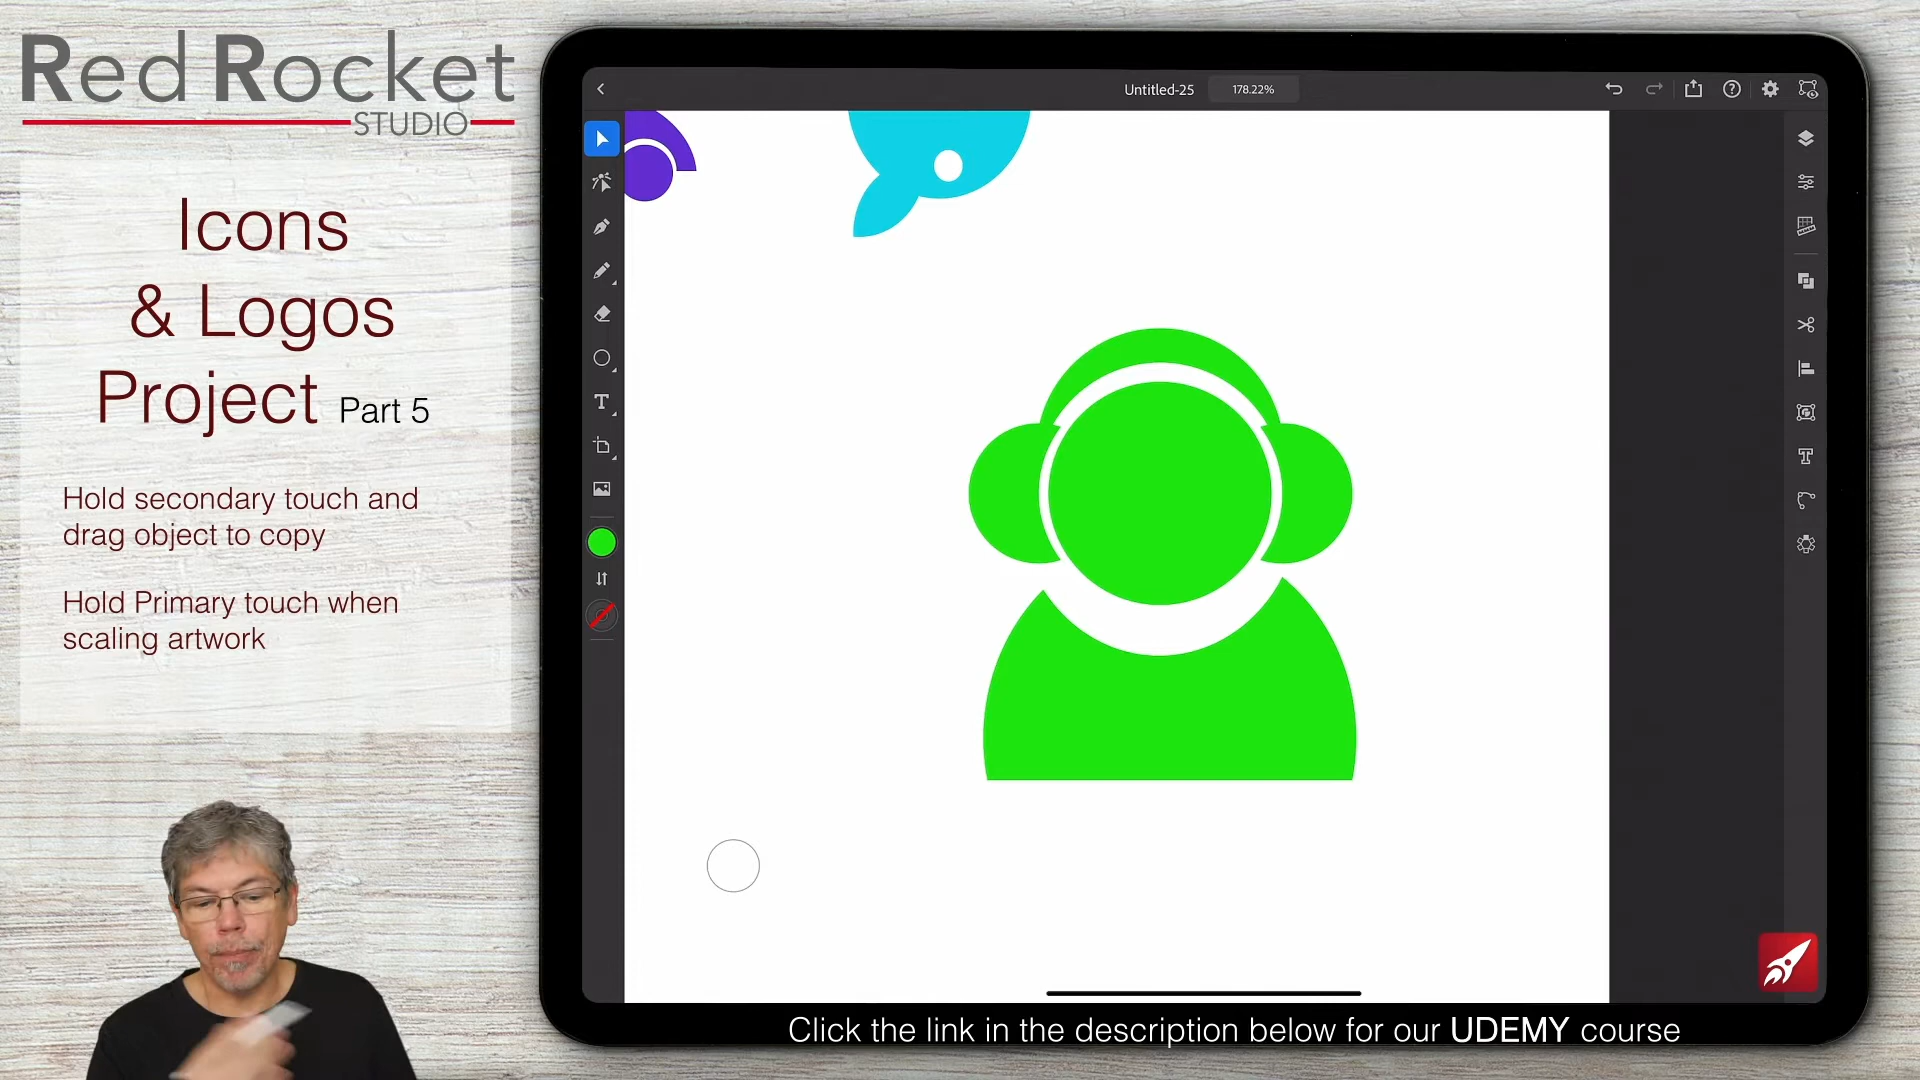 Red Rocket
STUDIO
Icons
& Logos
Project Part 5
Hold secondary touch and
drag object to copy
Hold Primary touch when
scaling artwork
Untitled-25
178.22%
Click the link in the description below for our UDEMY course